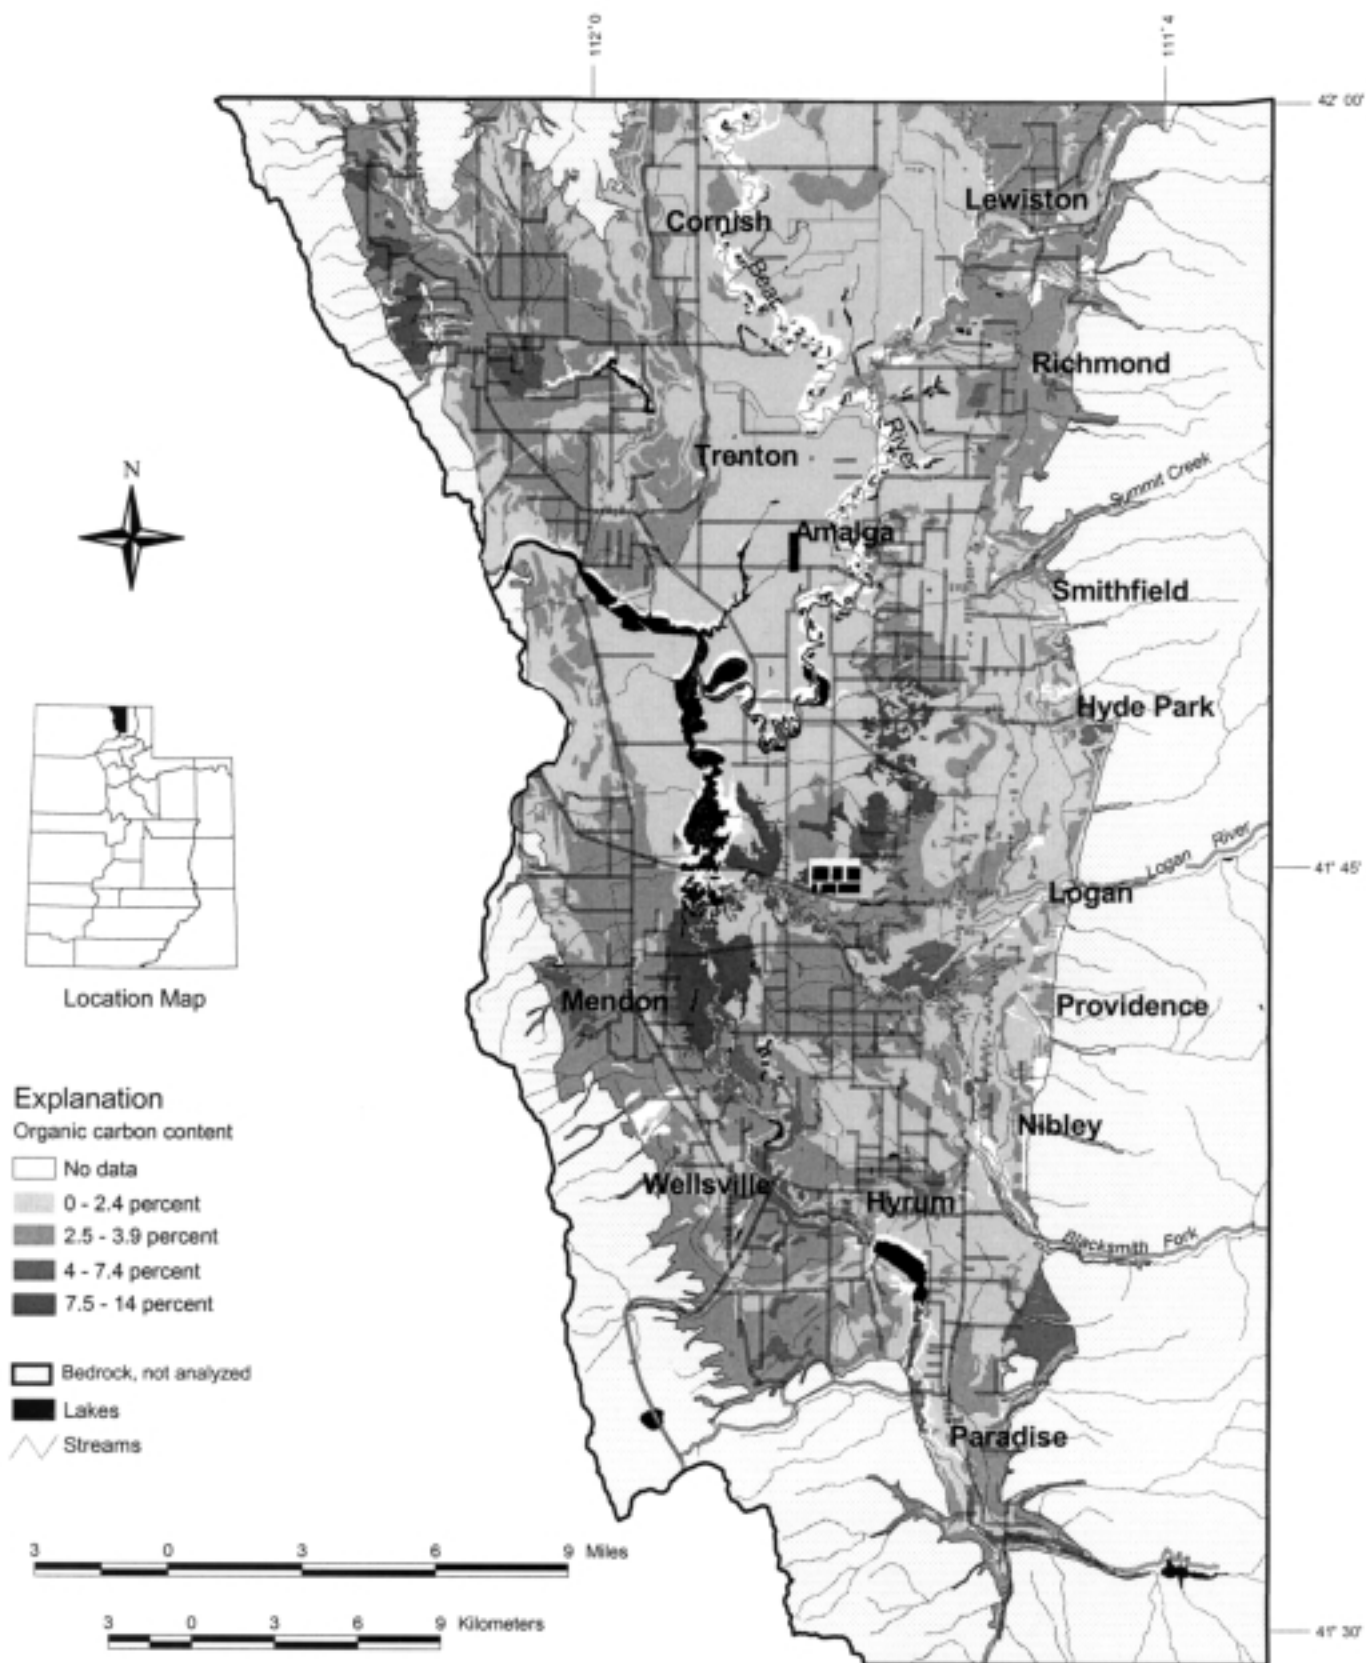 112° 0
111° 4
42° 00'
Lewiston
Cornish
Bear
Richmond
River
Trenton
Summit Creek
N
Amalga
Smithfield
Hyde Park
Logan River
41° 45'
Logan
Location Map
Mendon
Providence
Explanation
Organic carbon content
Nibley
No data
0 - 2.4 percent
Wellsville
Hyrum
2.5 - 3.9 percent
Blacksmith Fork
4 - 7.4 percent
7.5 - 14 percent
Bedrock, not analyzed
Lakes
Streams
Paradise
3 0 3 6 9 Miles
3 0 3 6 9 Kilometers
41° 30'